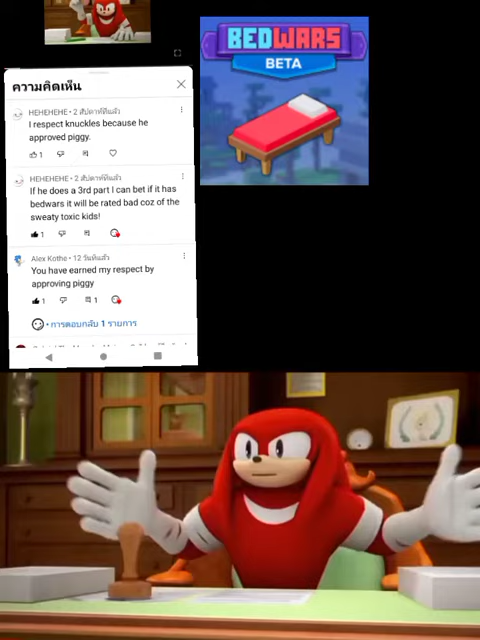 ความคิดเห็น
HEHEHEHE • 2 สัปดาห์ที่แล้ว
I respect knuckles because he
approved piggy.
1
HEHEHEHE • 2 สัปดาห์ที่แล้ว
If he does a 3rd part I can bet if it has
bedwars it will be rated bad coz of the
sweaty toxic kids!
1
Alex Kothe • 12 วันที่แล้ว
You have earned my respect by
approving piggy
1
1
• การตอบกลับ 1 รายการ
BEDWARS
BETA